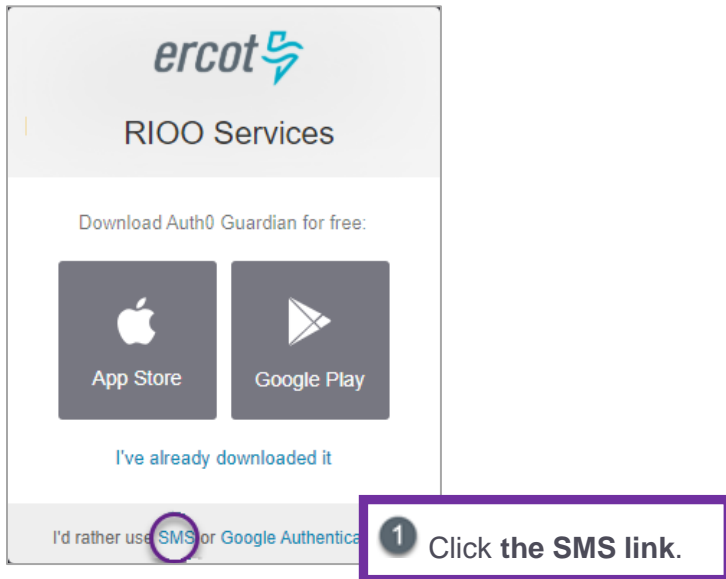 ercot
RIOO Services
Download Auth0 Guardian for free:
App Store
Google Play
I've already downloaded it
I'd rather use SMS or Google Authentica
1 Click the SMS link.